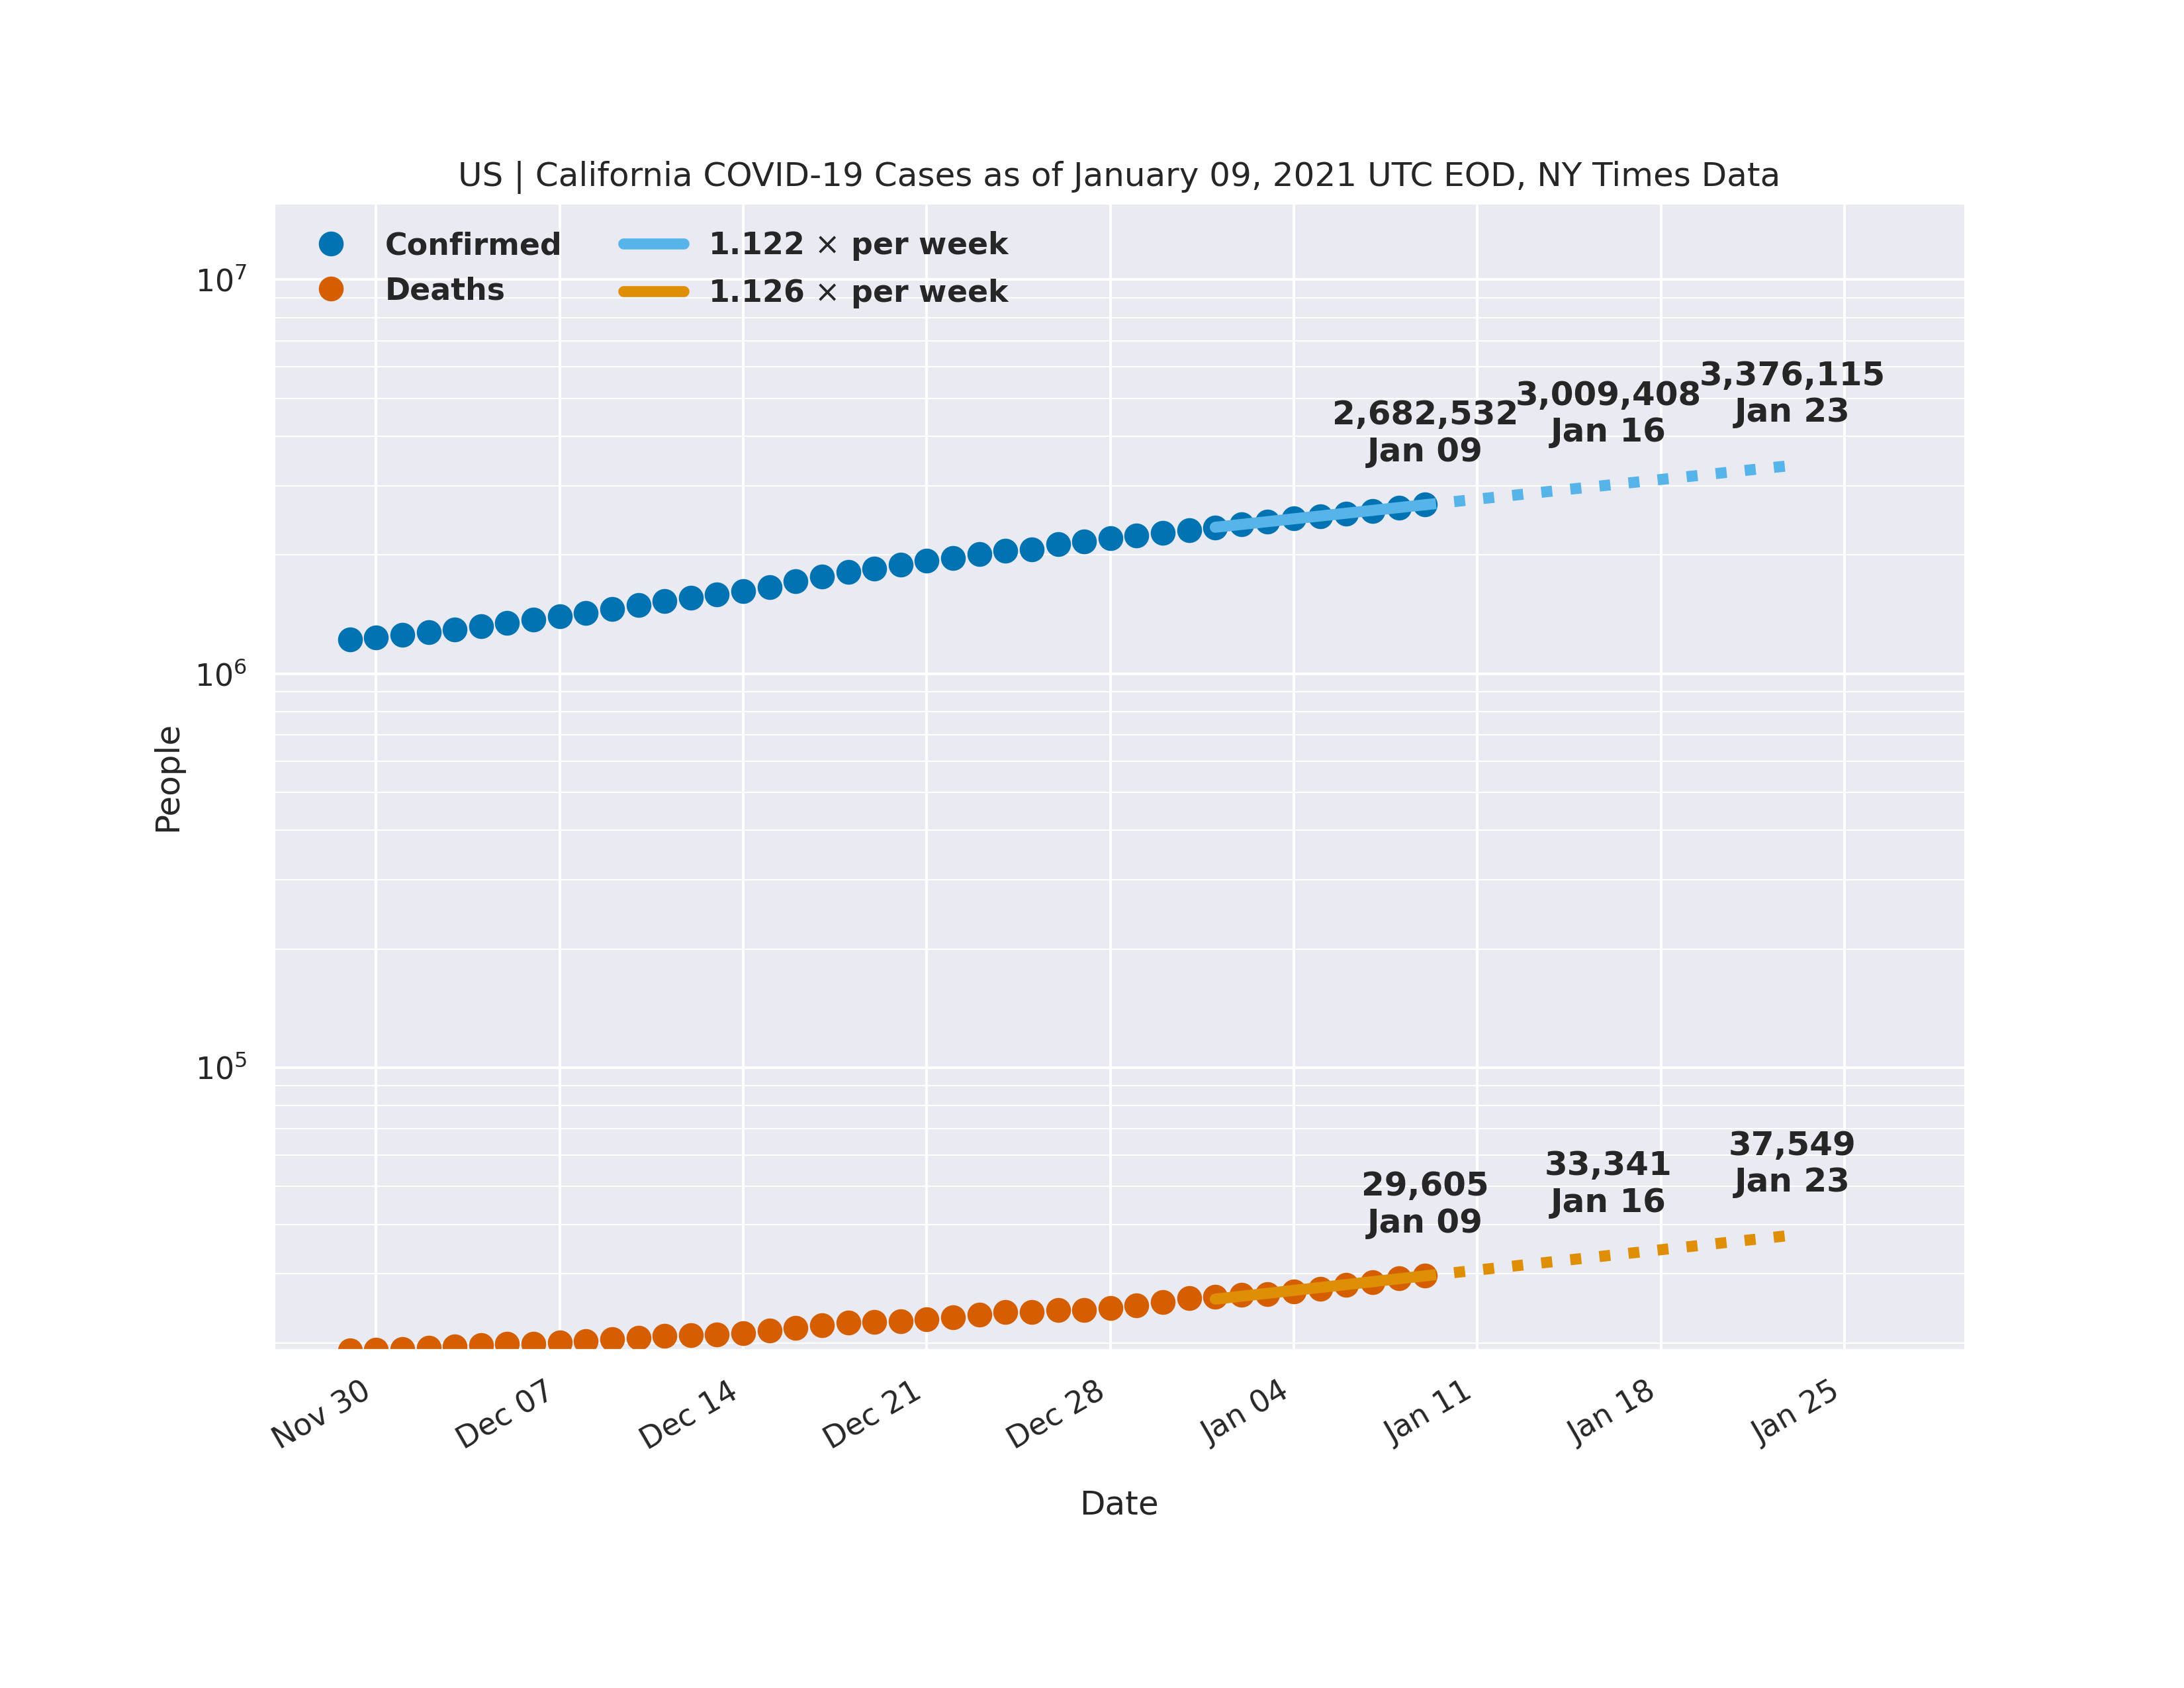 US | California COVID-19 Cases as of January 09, 2021 UTC EOD, NY Times Data
Confirmed
Deaths
1.122 × per week
1.126 × per week
10⁷
10⁶
10⁵
People
2,682,532
Jan 09
3,009,408
Jan 16
3,376,115
Jan 23
29,605
Jan 09
33,341
Jan 16
37,549
Jan 23
Nov 30
Dec 07
Dec 14
Dec 21
Dec 28
Jan 04
Jan 11
Jan 18
Jan 25
Date